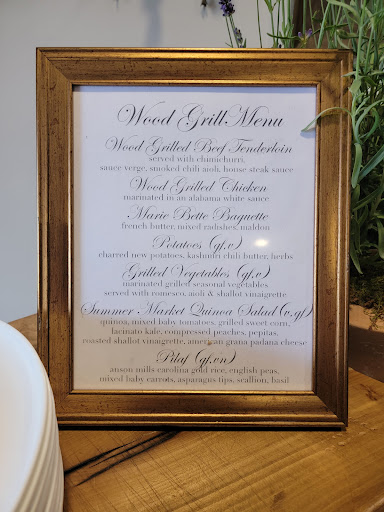 Wood Grill Menu
Wood Grilled Beef Tenderloin
served with chimichurri,
sauce verge, smoked chili aioli, house steak sauce
Wood Grilled Chicken
marinated in an alabama white sauce
Marie Bette Baguette
french butter, mixed radishes, maldon
Potatoes (gf,v)
charred new potatoes, kashmiri chili butter, herbs
Grilled Vegetables (gf,v)
marinated grilled seasonal vegetables
served with romesco, aoli & shallot vinaigrette
Summer Market Quinoa Salad (v,gf)
quinoa, mixed baby tomatoes, grilled sweet corn,
lacinato kale, compressed peaches, pepitas,
roasted shallot vinaigrette, american grana padana cheese
Pilaf (gf,vn)
anson mills carolina gold rice, english peas,
mixed baby carrots, asparagus tips, scallion, basil